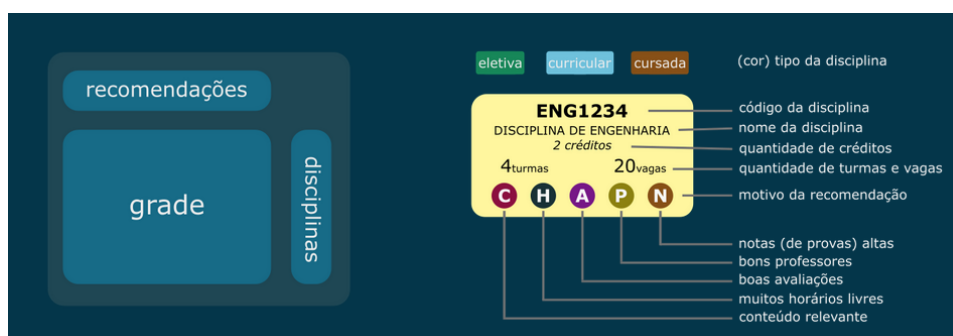 recomendações
grade
disciplinas
eletiva
curricular
cursada
(cor) tipo da disciplina
ENG1234
DISCIPLINA DE ENGENHARIA
2 créditos
4turmas
20vagas
C
H
A
P
N
código da disciplina
nome da disciplina
quantidade de créditos
quantidade de turmas e vagas
motivo da recomendação
notas (de provas) altas
bons professores
boas avaliações
muitos horários livres
conteúdo relevante